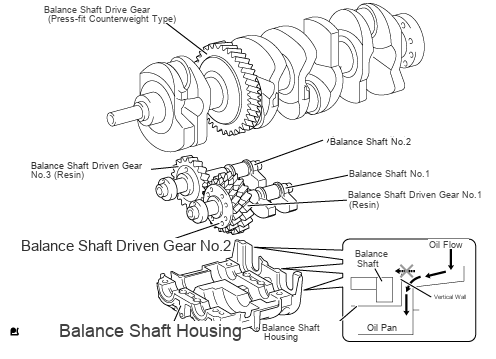 Balance Shaft Drive Gear
(Press-fit Counterweight Type)
Balance Shaft No.2
Balance Shaft Driven Gear
No.3 (Resin)
Balance Shaft No.1
Balance Shaft Driven Gear No.1
(Resin)
Balance Shaft Driven Gear No.2
Oil Flow
Balance
Shaft
Vertical Wall
Oil Pan
Balance Shaft Housing
Balance Shaft
Housing